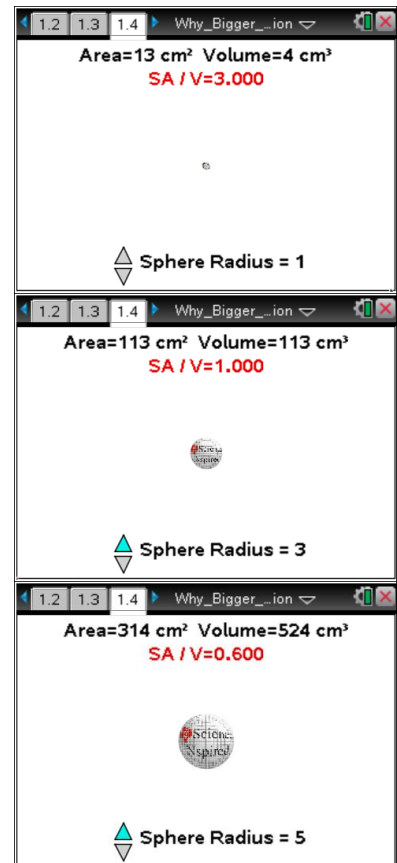 1.2 1.3 1.4 Why_Bigger_…ion
Area=13 cm² Volume=4 cm³
SA / V=3.000
Sphere Radius = 1
1.2 1.3 1.4 Why_Bigger_…ion
Area=113 cm² Volume=113 cm³
SA / V=1.000
Sphere Radius = 3
1.2 1.3 1.4 Why_Bigger_…ion
Area=314 cm² Volume=524 cm³
SA / V=0.600
Science
Nspired
Sphere Radius = 5